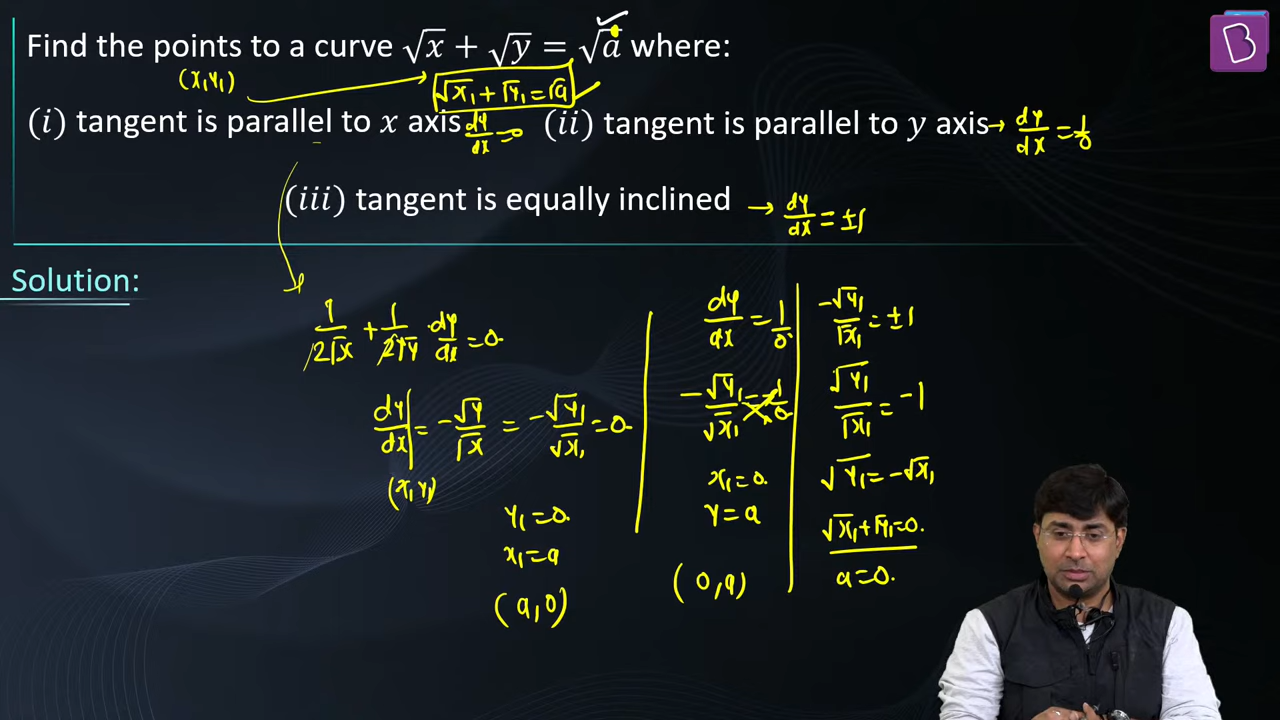 Find the points to a curve √x + √y = √a where:
(x₁, y₁)
√x₁ + √y₁ = √a
(i) tangent is parallel to x axis dy/dx = 0 (ii) tangent is parallel to y axis → dy/dx = 1/0
(iii) tangent is equally inclined → dy/dx = ±1
Solution:
1/2√x + 1/2√y · dy/dx = 0
dy/dx| = -√y/√x = -√y₁/√x₁ = 0
(x₁, y₁)
y₁ = 0
x₁ = a
(a, 0)
dy/dx = 1/0
-√y₁/√x₁ = 1/0
x₁ = 0
y = a
(0, a)
-√y₁/√x₁ = ±1
√y₁/√x₁ = -1
√y₁ = -√x₁
√x₁ + √y₁ = 0
a = 0
B